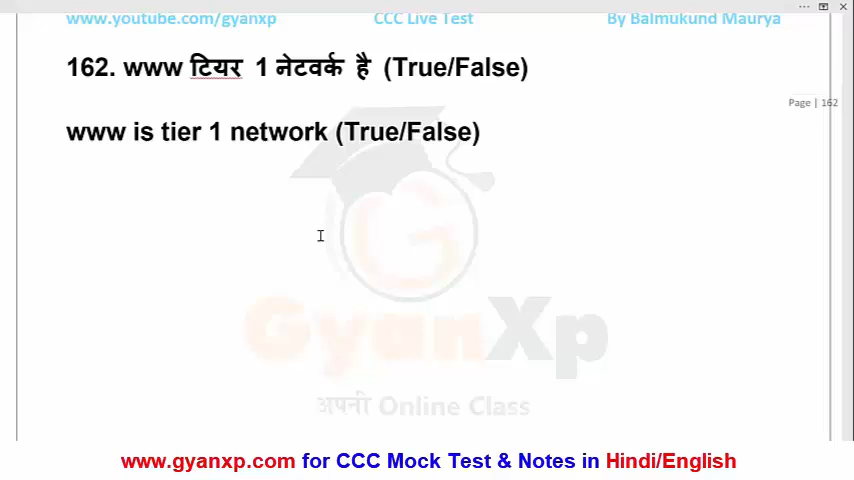 www.youtube.com/gyanxp CCC Live Test By Balmukund Maurya
162. www टियर 1 नेटवर्क है (True/False)
Page | 162
www is tier 1 network (True/False)
GyanXp
अपनी Online Class
www.gyanxp.com for CCC Mock Test & Notes in Hindi/English